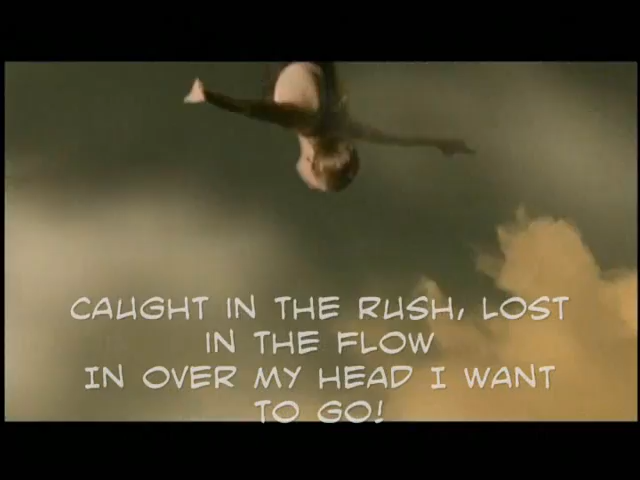 CAUGHT IN THE RUSH, LOST
IN THE FLOW
IN OVER MY HEAD I WANT
TO GO!